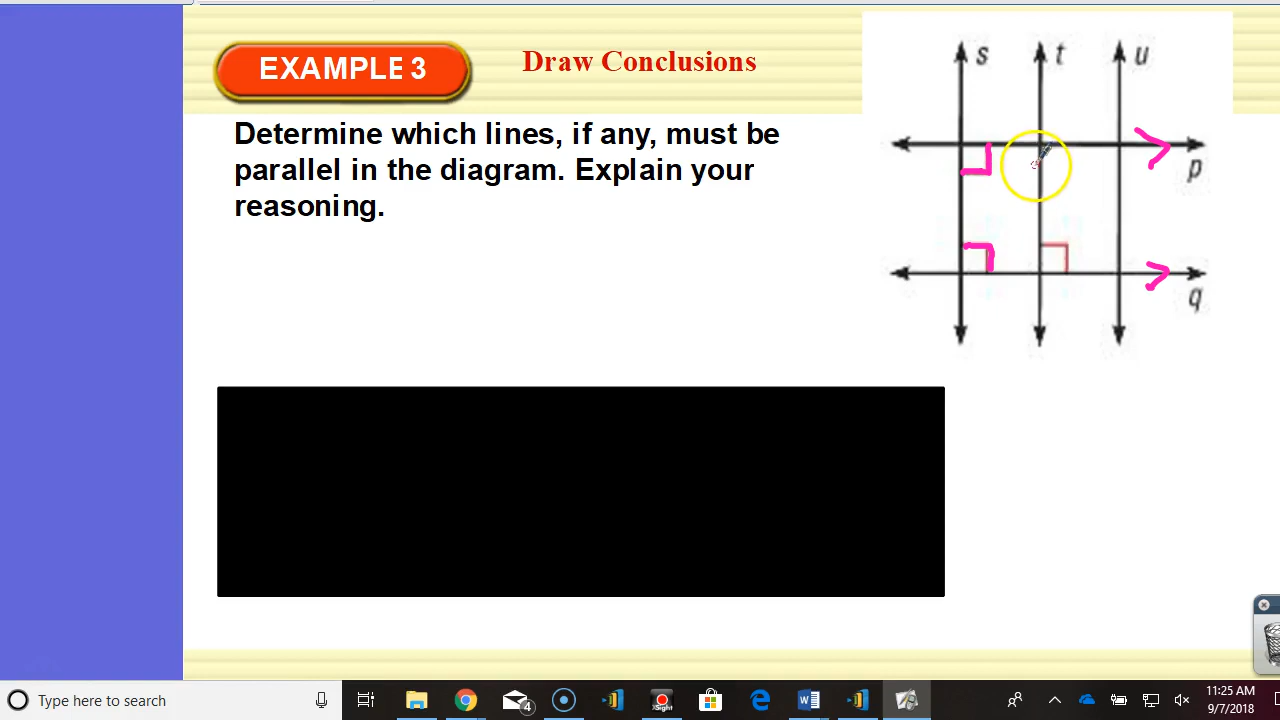 EXAMPLE 3
Draw Conclusions
Determine which lines, if any, must be
parallel in the diagram. Explain your
reasoning.
s t u
p
q
Type here to search
4
11:25 AM
9/7/2018